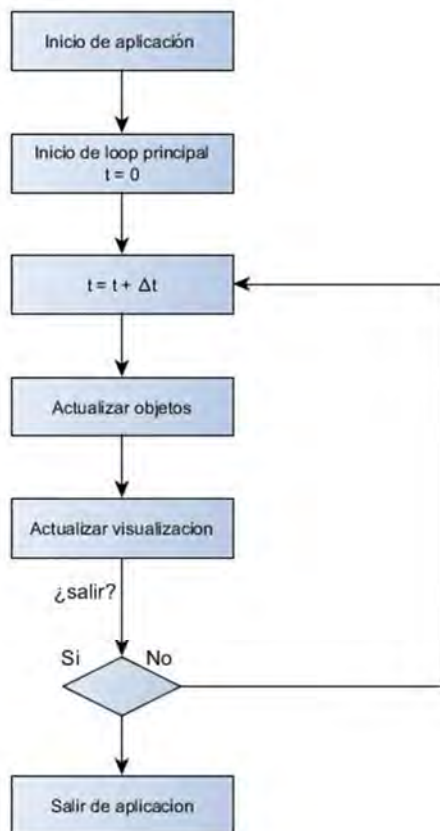 Inicio de aplicación
Inicio de loop principal
t = 0
t = t + Δt
Actualizar objetos
Actualizar visualizacion
¿salir?
Si
No
Salir de aplicacion